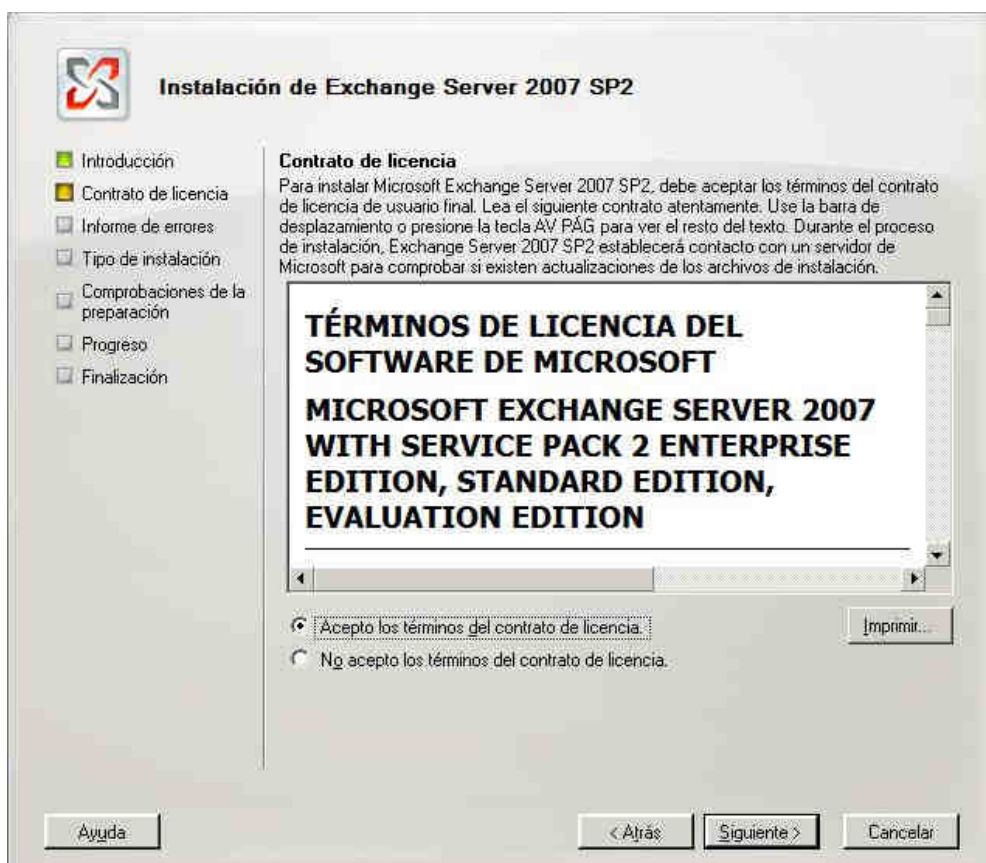 Instalación de Exchange Server 2007 SP2
Introducción
Contrato de licencia
Informe de errores
Tipo de instalación
Comprobaciones de la
preparación
Progreso
Finalización
Contrato de licencia
Para instalar Microsoft Exchange Server 2007 SP2, debe aceptar los términos del contrato
de licencia de usuario final. Lea el siguiente contrato atentamente. Use la barra de
desplazamiento o presione la tecla AV PÁG para ver el resto del texto. Durante el proceso
de instalación, Exchange Server 2007 SP2 establecerá contacto con un servidor de
Microsoft para comprobar si existen actualizaciones de los archivos de instalación.
TÉRMINOS DE LICENCIA DEL
SOFTWARE DE MICROSOFT
MICROSOFT EXCHANGE SERVER 2007
WITH SERVICE PACK 2 ENTERPRISE
EDITION, STANDARD EDITION,
EVALUATION EDITION
Acepto los términos del contrato de licencia.
Imprimir...
No acepto los términos del contrato de licencia.
Ayuda
< Atrás
Siguiente >
Cancelar